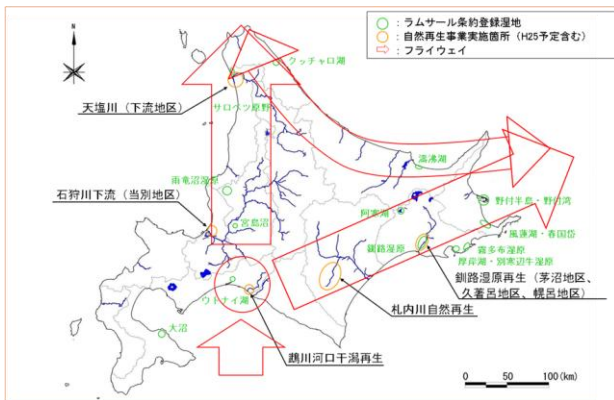 ：ラムサール条約登録湿地
：自然再生事業実施箇所（H25予定含む）
：フライウェイ
N
クッチャロ湖
天塩川（下流地区）
サロベツ原野
濤沸湖
雨竜沼湿原
石狩川下流（当別地区）
宮島沼
阿寒湖
野付半島・野付湾
風蓮湖・春国岱
釧路湿原
霧多布湿原
厚岸湖・別寒辺牛湿原
釧路湿原再生（茅沼地区、
久著呂地区、幌呂地区）
ウトナイ湖
札内川自然再生
大沼
鵡川河口干潟再生
0 50 100(km)